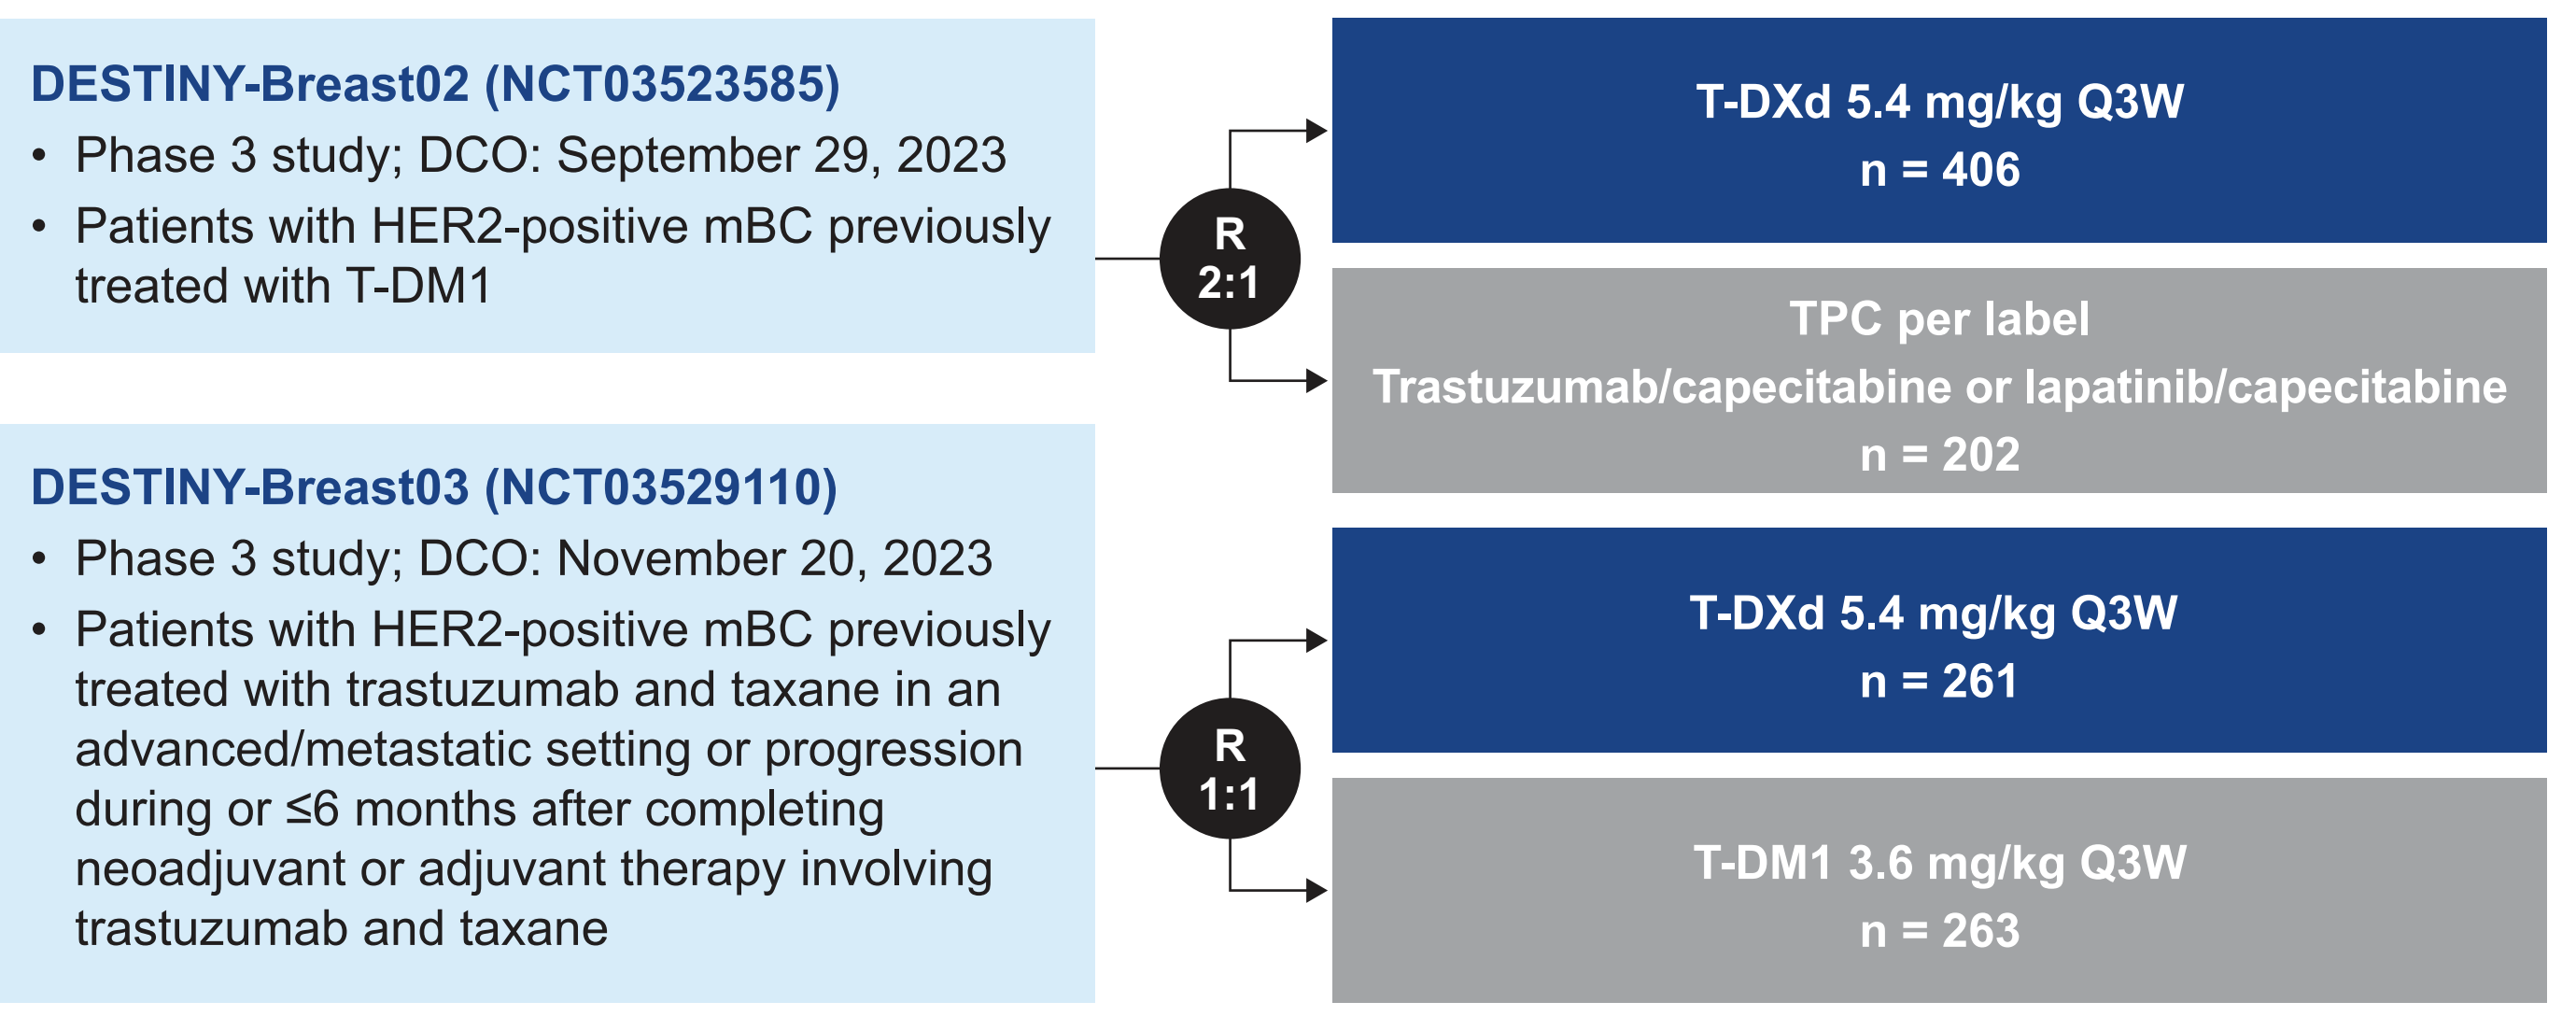 DESTINY-Breast02 (NCT03523585)
• Phase 3 study; DCO: September 29, 2023
• Patients with HER2-positive mBC previously
treated with T-DM1
R
2:1
T-DXd 5.4 mg/kg Q3W
n = 406
TPC per label
Trastuzumab/capecitabine or lapatinib/capecitabine
n = 202
DESTINY-Breast03 (NCT03529110)
• Phase 3 study; DCO: November 20, 2023
• Patients with HER2-positive mBC previously
treated with trastuzumab and taxane in an
advanced/metastatic setting or progression
during or ≤6 months after completing
neoadjuvant or adjuvant therapy involving
trastuzumab and taxane
R
1:1
T-DXd 5.4 mg/kg Q3W
n = 261
T-DM1 3.6 mg/kg Q3W
n = 263